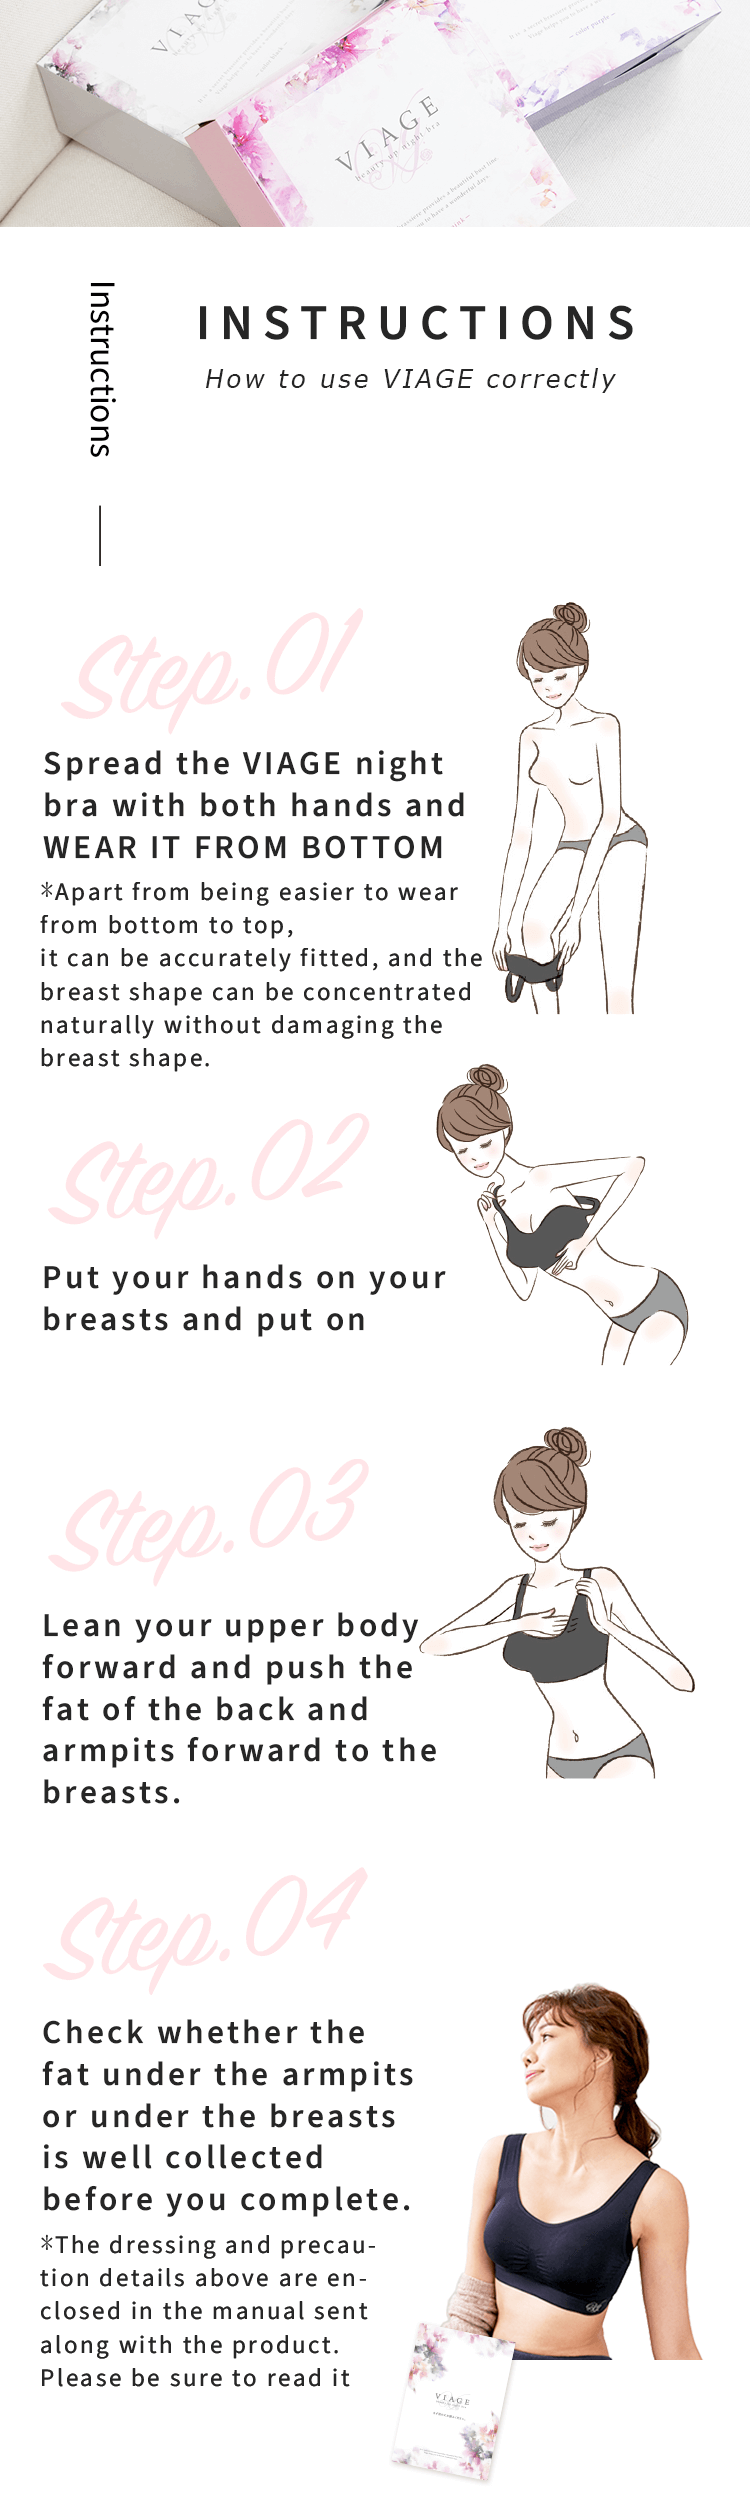 VIAGE
beauty up night bra
VIAGE
color purple
Instructions
INSTRUCTIONS
How to use VIAGE correctly
Step.01
Spread the VIAGE night
bra with both hands and
WEAR IT FROM BOTTOM
*Apart from being easier to wear
from bottom to top,
it can be accurately fitted, and the
breast shape can be concentrated
naturally without damaging the
breast shape.
Step.02
Put your hands on your
breasts and put on
Step.03
Lean your upper body
forward and push the
fat of the back and
armpits forward to the
breasts.
Step.04
Check whether the
fat under the armpits
or under the breasts
is well collected
before you complete.
*The dressing and precau-
tion details above are en-
closed in the manual sent
along with the product.
Please be sure to read it
VIAGE